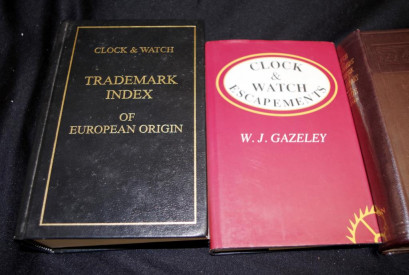 CLOCK & WATCH
TRADEMARK
INDEX
OF
EUROPEAN ORIGIN
CLOCK
&
WATCH
ESCAPEMENTS
W. J. GAZELEY